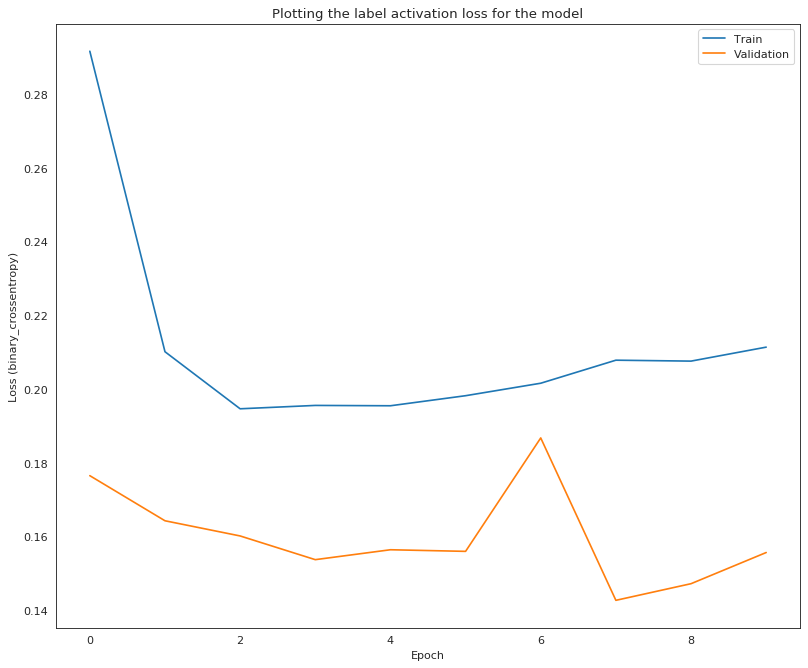 Plotting the label activation loss for the model
Train
Validation
0.28
0.26
0.24
0.22
0.20
0.18
0.16
0.14
Loss (binary_crossentropy)
0
2
4
6
8
Epoch